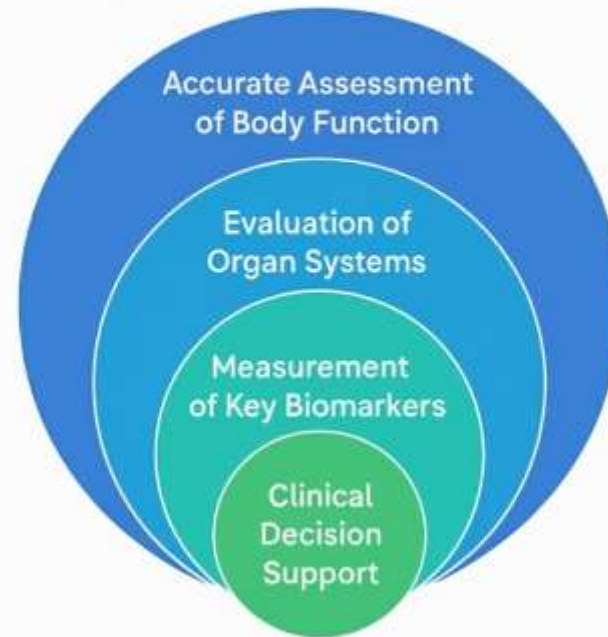 Accurate Assessment
of Body Function
Evaluation of
Organ Systems
Measurement
of Key Biomarkers
Clinical
Decision
Support